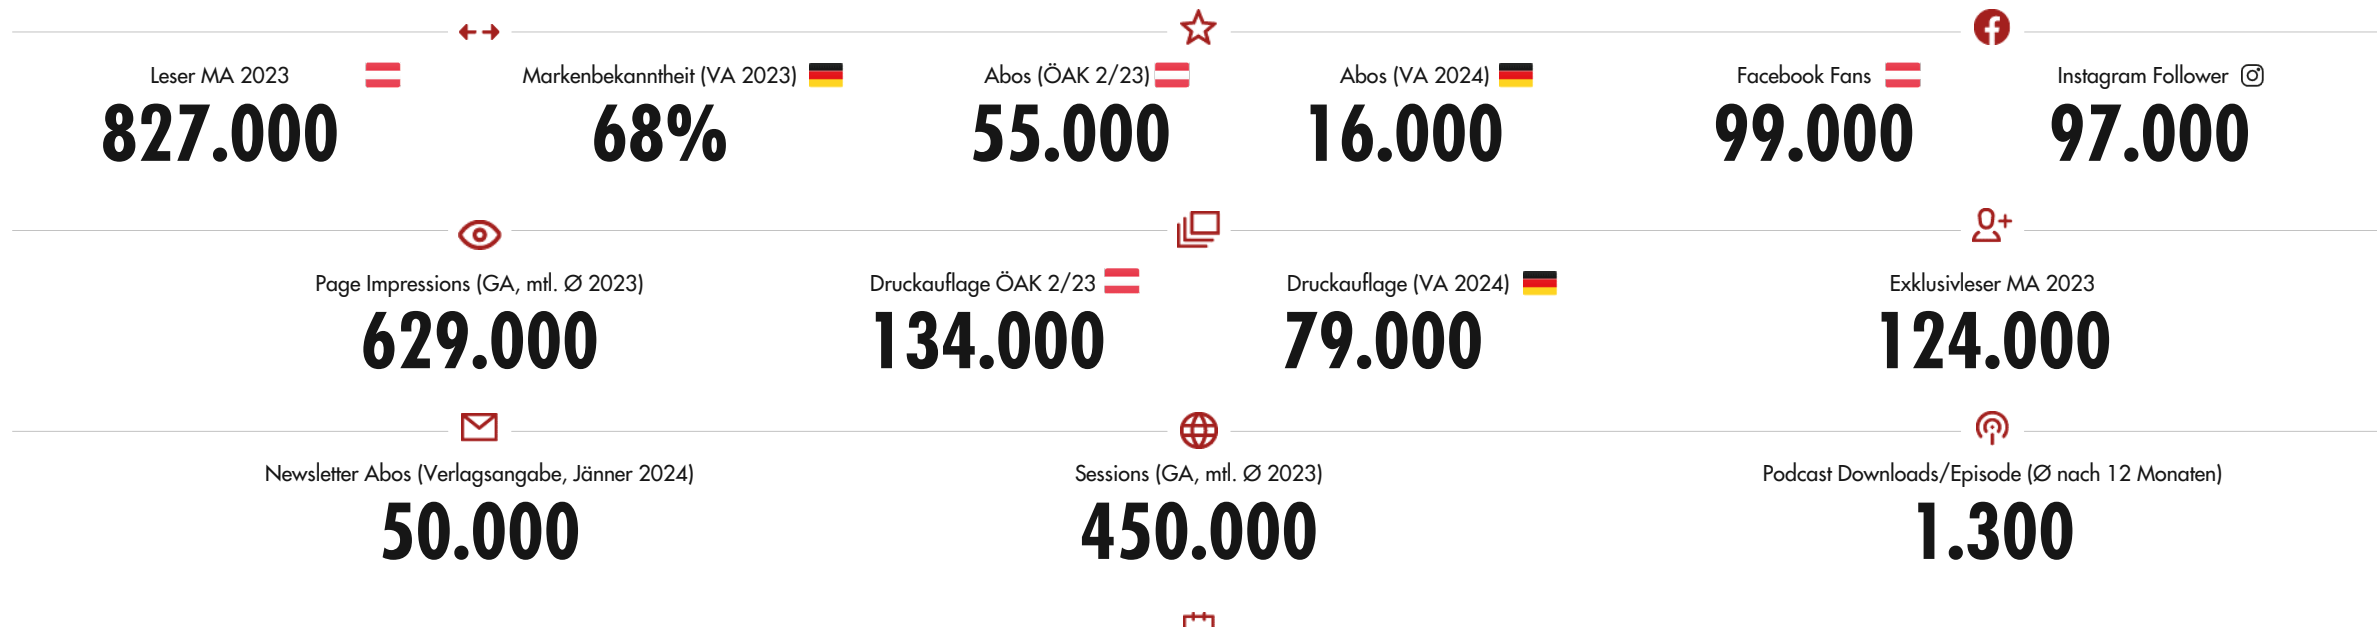 Leser MA 2023
827.000
Markenbekanntheit (VA 2023)
68%
Abos (ÖAK 2/23)
55.000
Abos (VA 2024)
16.000
Facebook Fans
99.000
Instagram Follower
97.000
Page Impressions (GA, mtl. Ø 2023)
629.000
Druckauflage ÖAK 2/23
134.000
Druckauflage (VA 2024)
79.000
Exklusivleser MA 2023
124.000
Newsletter Abos (Verlagsangabe, Jänner 2024)
50.000
Sessions (GA, mtl. Ø 2023)
450.000
Podcast Downloads/Episode (Ø nach 12 Monaten)
1.300